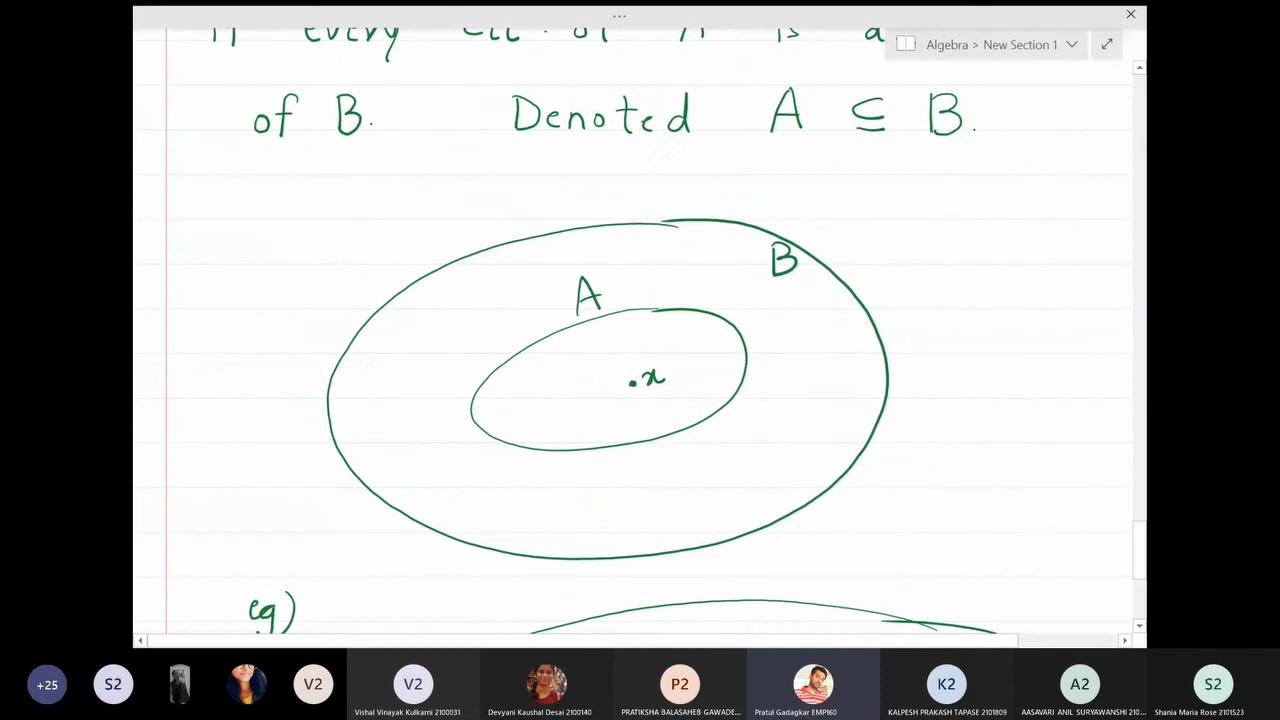 ...
Algebra > New Section 1
every
of B. Denoted A ⊆ B.
B
A
.x
eg)
+25
S2
V2
V2
P2
K2
A2
S2
Vishal Vinayak Kulkarni 2100031
Devyani Kaushal Desai 2100140
PRATIKSHA BALASAHEB GAWADE...
Pratul Gadagkar EMP160
KALPESH PRAKASH TAPASE 2101809
AASAVARI ANIL SURYAWANSHI 210...
Shania Maria Rose 2101523